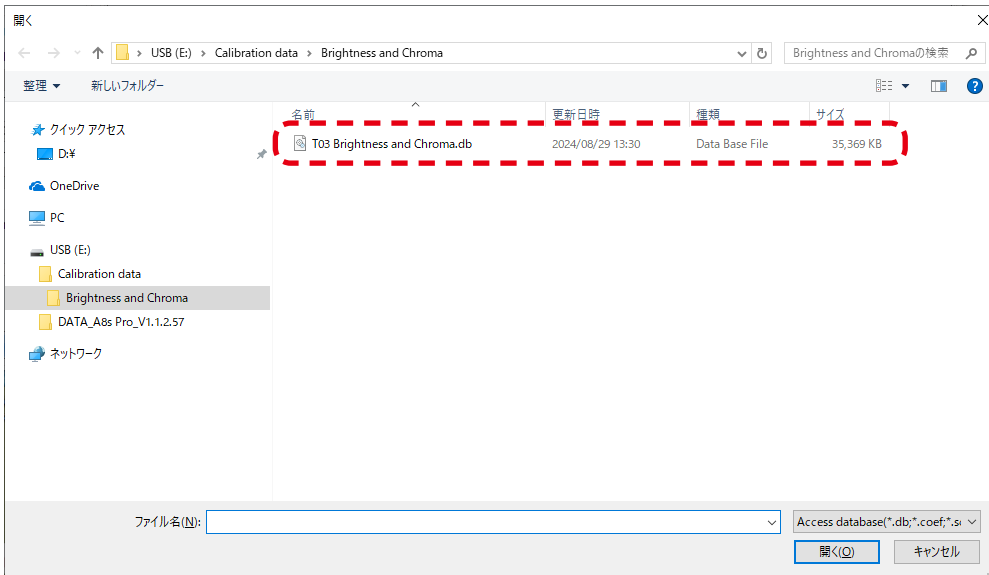 開く
USB (E:) › Calibration data › Brightness and Chroma
Brightness and Chromaの検索
整理 新しいフォルダー
名前 更新日時 種類 サイズ
T03 Brightness and Chroma.db 2024/08/29 13:30 Data Base File 35,369 KB
クイック アクセス
D:¥
OneDrive
PC
USB (E:)
Calibration data
Brightness and Chroma
DATA_A8s Pro_V1.1.2.57
ネットワーク
ファイル名(N):
Access database(*.db;*.coef;*.s
開く(O) キャンセル